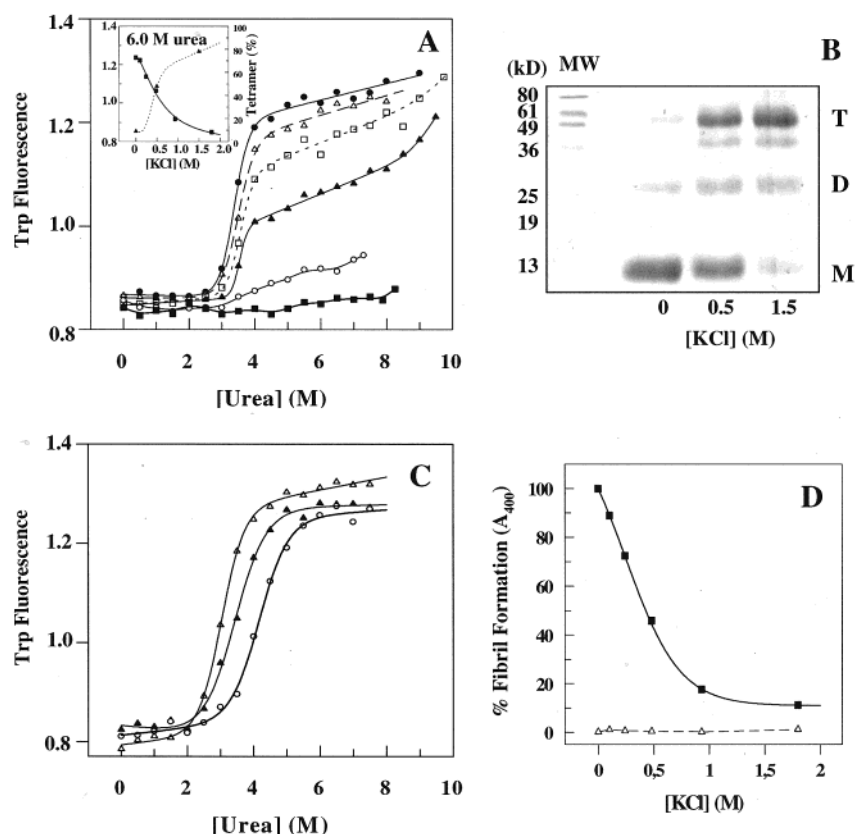 A
1.4
1.2
1.0
0.8
Trp Fluorescence
0 2 4 6 8 10
[Urea] (M)
6.0 M urea
1.3
1.2
1.1
1.0
0.9
0.8
100
80
60
40
20
0
Tetramer (%)
0 0.5 1.0 1.5 2.0
[KCl] (M)
B
(kD) MW
80
61
49
36
25
19
13
T
D
M
0 0.5 1.5
[KCl] (M)
C
1.4
1.2
1.0
0.8
Trp Fluorescence
0 2 4 6 8 10
[Urea] (M)
D
100
80
60
40
20
0
% Fibril Formation (A400)
0 0,5 1 1,5 2
[KCl] (M)